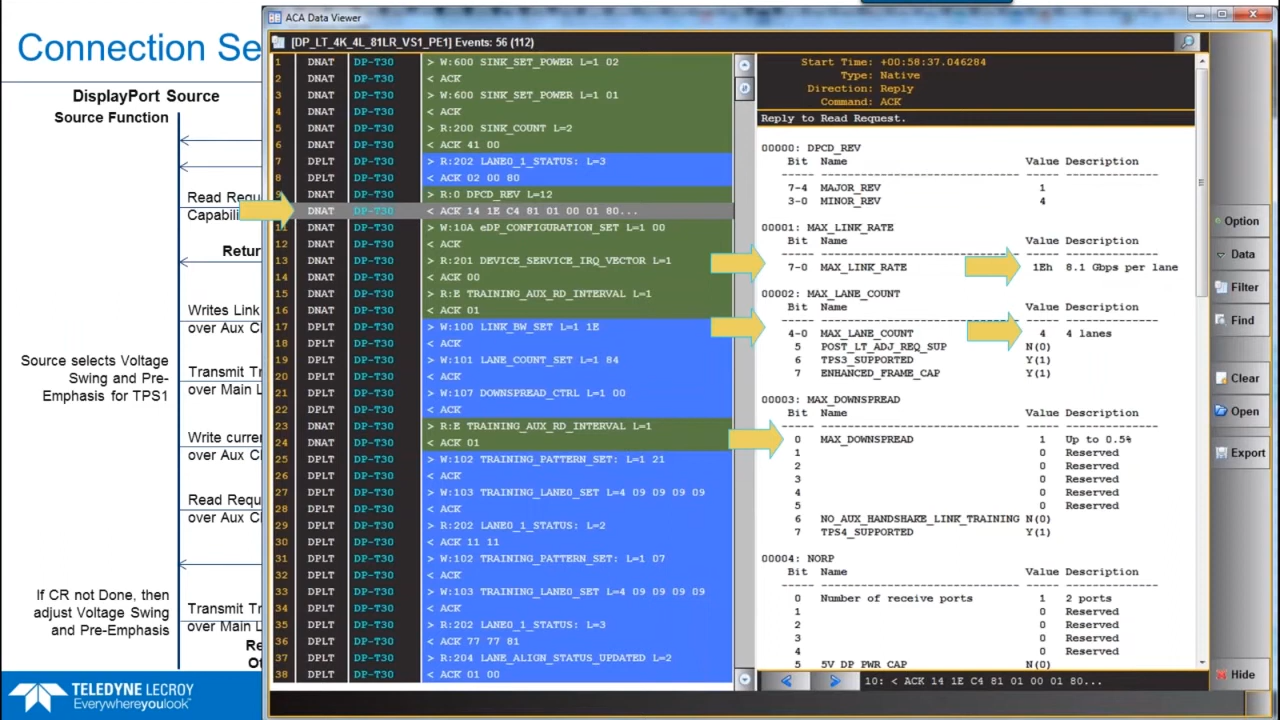 Connection Se
DisplayPort Source
Source Function
Read Requ
Capabili
Retur
Writes Link
over Aux C
Source selects Voltage
Swing and Pre-
Emphasis for TPS1
Transmit Tr
over Main L
Write curre
over Aux C
Read Requ
over Aux C
If CR not Done, then
adjust Voltage Swing
and Pre-Emphasis
Transmit Tr
over Main L
Re
Ot
TELEDYNE LECROY
Everywhereyoulook™
ACA Data Viewer
[DP_LT_4K_4L_81LR_VS1_PE1] Events: 56 (112)
1 DNAT DP-T30 > W:600 SINK_SET_POWER L=1 02
2 DNAT DP-T30 < ACK
3 DNAT DP-T30 > W:600 SINK_SET_POWER L=1 01
4 DNAT DP-T30 < ACK
5 DNAT DP-T30 > R:200 SINK_COUNT L=2
6 DNAT DP-T30 < ACK 41 00
7 DPLT DP-T30 > R:202 LANE0_1_STATUS: L=3
8 DPLT DP-T30 < ACK 02 00 80
9 DNAT DP-T30 > R:0 DPCD_REV L=12
DNAT DP-T30 < ACK 14 1E C4 81 01 00 01 80...
11 DNAT DP-T30 > W:10A eDP_CONFIGURATION_SET L=1 00
12 DNAT DP-T30 < ACK
13 DNAT DP-T30 > R:201 DEVICE_SERVICE_IRQ_VECTOR L=1
14 DNAT DP-T30 < ACK 00
15 DNAT DP-T30 > R:E TRAINING_AUX_RD_INTERVAL L=1
16 DNAT DP-T30 < ACK 01
17 DPLT DP-T30 > W:100 LINK_BW_SET L=1 1E
18 DPLT DP-T30 < ACK
19 DPLT DP-T30 > W:101 LANE_COUNT_SET L=1 84
20 DPLT DP-T30 < ACK
21 DPLT DP-T30 > W:107 DOWNSPREAD_CTRL L=1 00
22 DPLT DP-T30 < ACK
23 DNAT DP-T30 > R:E TRAINING_AUX_RD_INTERVAL L=1
24 DNAT DP-T30 < ACK 01
25 DPLT DP-T30 > W:102 TRAINING_PATTERN_SET: L=1 21
26 DPLT DP-T30 < ACK
27 DPLT DP-T30 > W:103 TRAINING_LANE0_SET L=4 09 09 09 09
28 DPLT DP-T30 < ACK
29 DPLT DP-T30 > R:202 LANE0_1_STATUS: L=2
30 DPLT DP-T30 < ACK 11 11
31 DPLT DP-T30 > W:102 TRAINING_PATTERN_SET: L=1 07
32 DPLT DP-T30 < ACK
33 DPLT DP-T30 > W:103 TRAINING_LANE0_SET L=4 09 09 09 09
34 DPLT DP-T30 < ACK
35 DPLT DP-T30 > R:202 LANE0_1_STATUS: L=3
36 DPLT DP-T30 < ACK 77 77 81
37 DPLT DP-T30 > R:204 LANE_ALIGN_STATUS_UPDATED L=2
38 DPLT DP-T30 < ACK 01 00
Start Time: +00:58:37.046284
Type: Native
Direction: Reply
Command: ACK
Reply to Read Request.
00000: DPCD_REV
Bit Name Value Description
7-4 MAJOR_REV 1
3-0 MINOR_REV 4
00001: MAX_LINK_RATE
Bit Name Value Description
7-0 MAX_LINK_RATE 1Eh 8.1 Gbps per lane
00002: MAX_LANE_COUNT
Bit Name Value Description
4-0 MAX_LANE_COUNT 4 4 lanes
5 POST_LT_ADJ_REQ_SUP N(0)
6 TPS3_SUPPORTED Y(1)
7 ENHANCED_FRAME_CAP Y(1)
00003: MAX_DOWNSPREAD
Bit Name Value Description
0 MAX_DOWNSPREAD 1 Up to 0.5%
1 0 Reserved
2 0 Reserved
3 0 Reserved
4 0 Reserved
5 0 Reserved
6 NO_AUX_HANDSHAKE_LINK_TRAINING N(0)
7 TPS4_SUPPORTED Y(1)
00004: NORP
Bit Name Value Description
0 Number of receive ports 1 2 ports
1 0 Reserved
2 0 Reserved
3 0 Reserved
4 0 Reserved
5 5V_DP_PWR_CAP N(0)
10: < ACK 14 1E C4 81 01 00 01 80...
Option
Data
Filter
Find
Clear
Open
Export
Hide